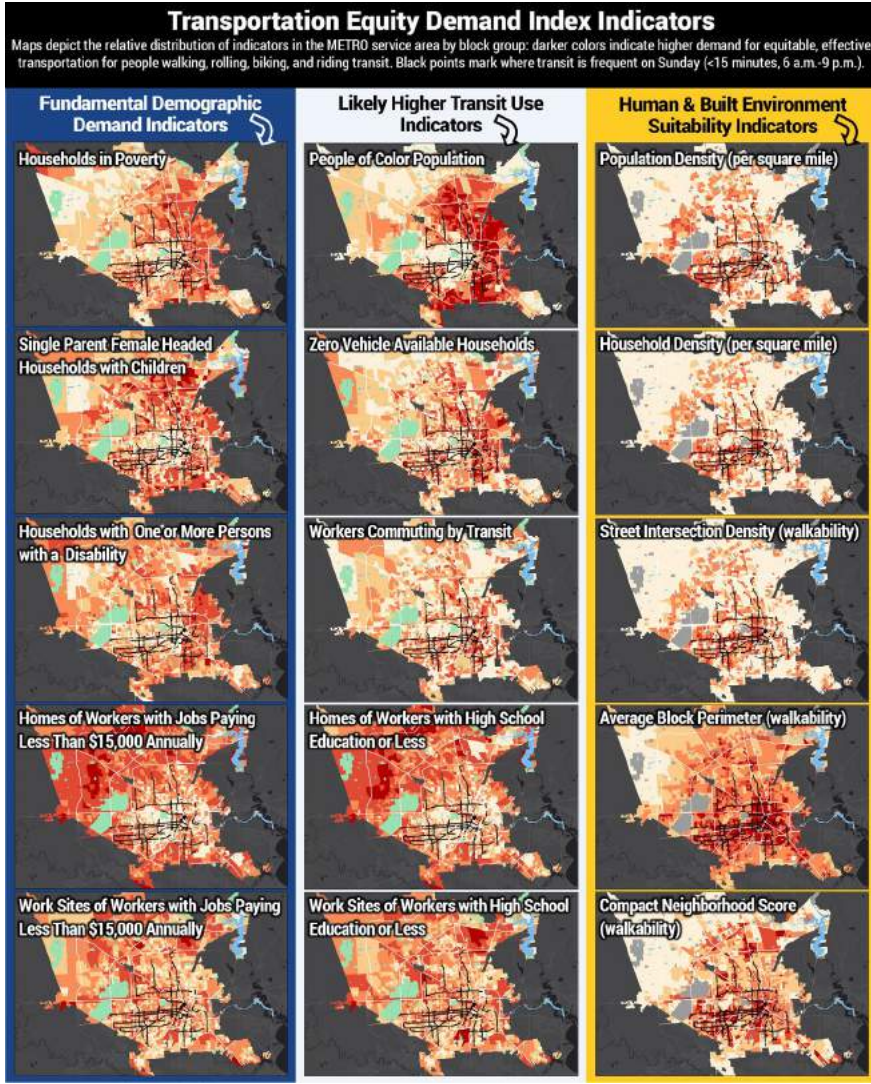 Transportation Equity Demand Index Indicators
Maps depict the relative distribution of indicators in the METRO service area by block group: darker colors indicate higher demand for equitable, effective
transportation for people walking, rolling, biking, and riding transit. Black points mark where transit is frequent on Sunday (<15 minutes, 6 a.m.-9 p.m.).
Fundamental Demographic
Demand Indicators
Households in Poverty
Single Parent Female Headed
Households with Children
Households with One or More Persons
with a Disability
Homes of Workers with Jobs Paying
Less Than $15,000 Annually
Work Sites of Workers with Jobs Paying
Less Than $15,000 Annually
Likely Higher Transit Use
Indicators
People of Color Population
Zero Vehicle Available Households
Workers Commuting by Transit
Homes of Workers with High School
Education or Less
Work Sites of Workers with High School
Education or Less
Human & Built Environment
Suitability Indicators
Population Density (per square mile)
Household Density (per square mile)
Street Intersection Density (walkability)
Average Block Perimeter (walkability)
Compact Neighborhood Score
(walkability)